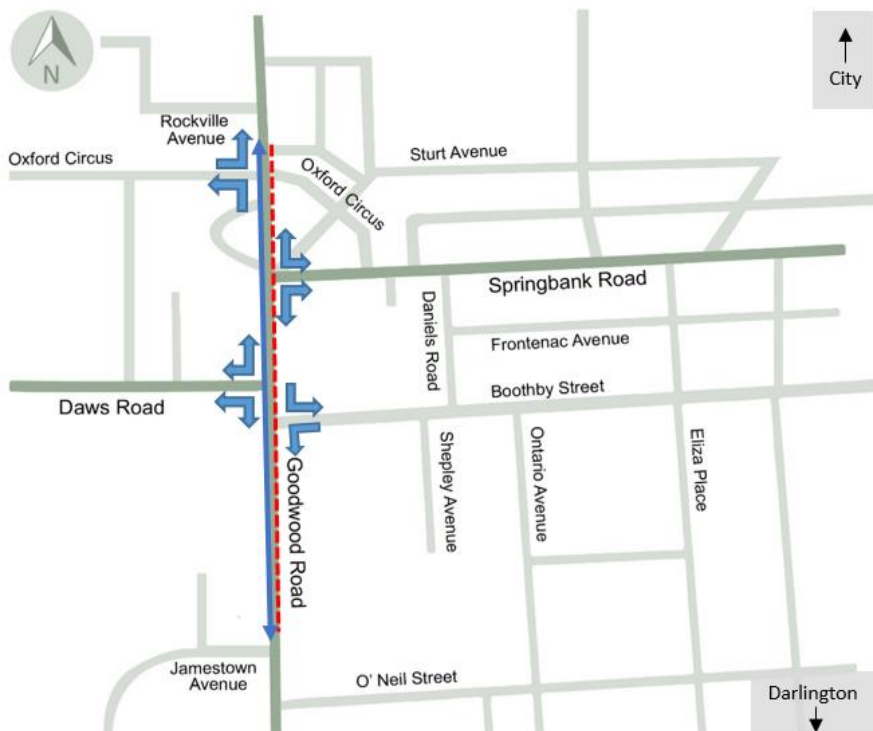 N
City
Rockville
Avenue
Oxford Circus
Oxford Circus
Sturt Avenue
Springbank Road
Daniels Road
Frontenac Avenue
Boothby Street
Daws Road
Goodwood Road
Shepley Avenue
Ontario Avenue
Eliza Place
Jamestown
Avenue
O' Neil Street
Darlington